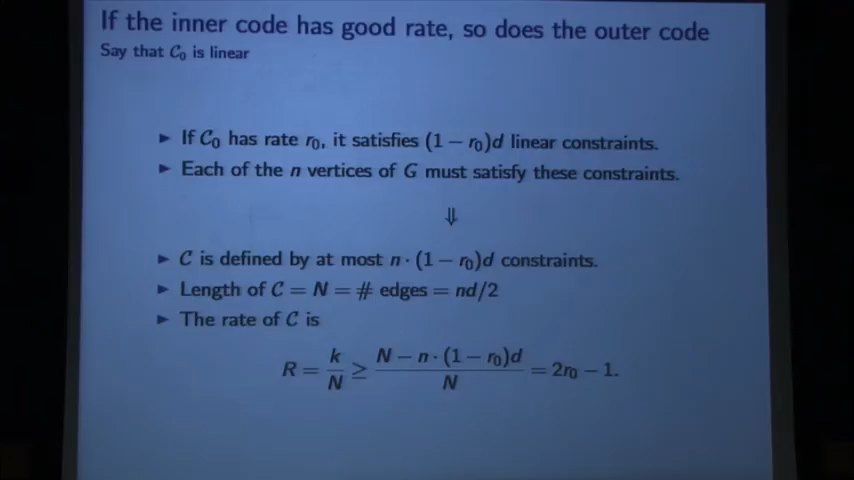 If the inner code has good rate, so does the outer code
Say that C₀ is linear
► If C₀ has rate r₀, it satisfies (1 − r₀)d linear constraints.
► Each of the n vertices of G must satisfy these constraints.
⇓
► C is defined by at most n · (1 − r₀)d constraints.
► Length of C = N = # edges = nd/2
► The rate of C is
R = k/N ≥ (N − n · (1 − r₀)d)/N = 2r₀ − 1.